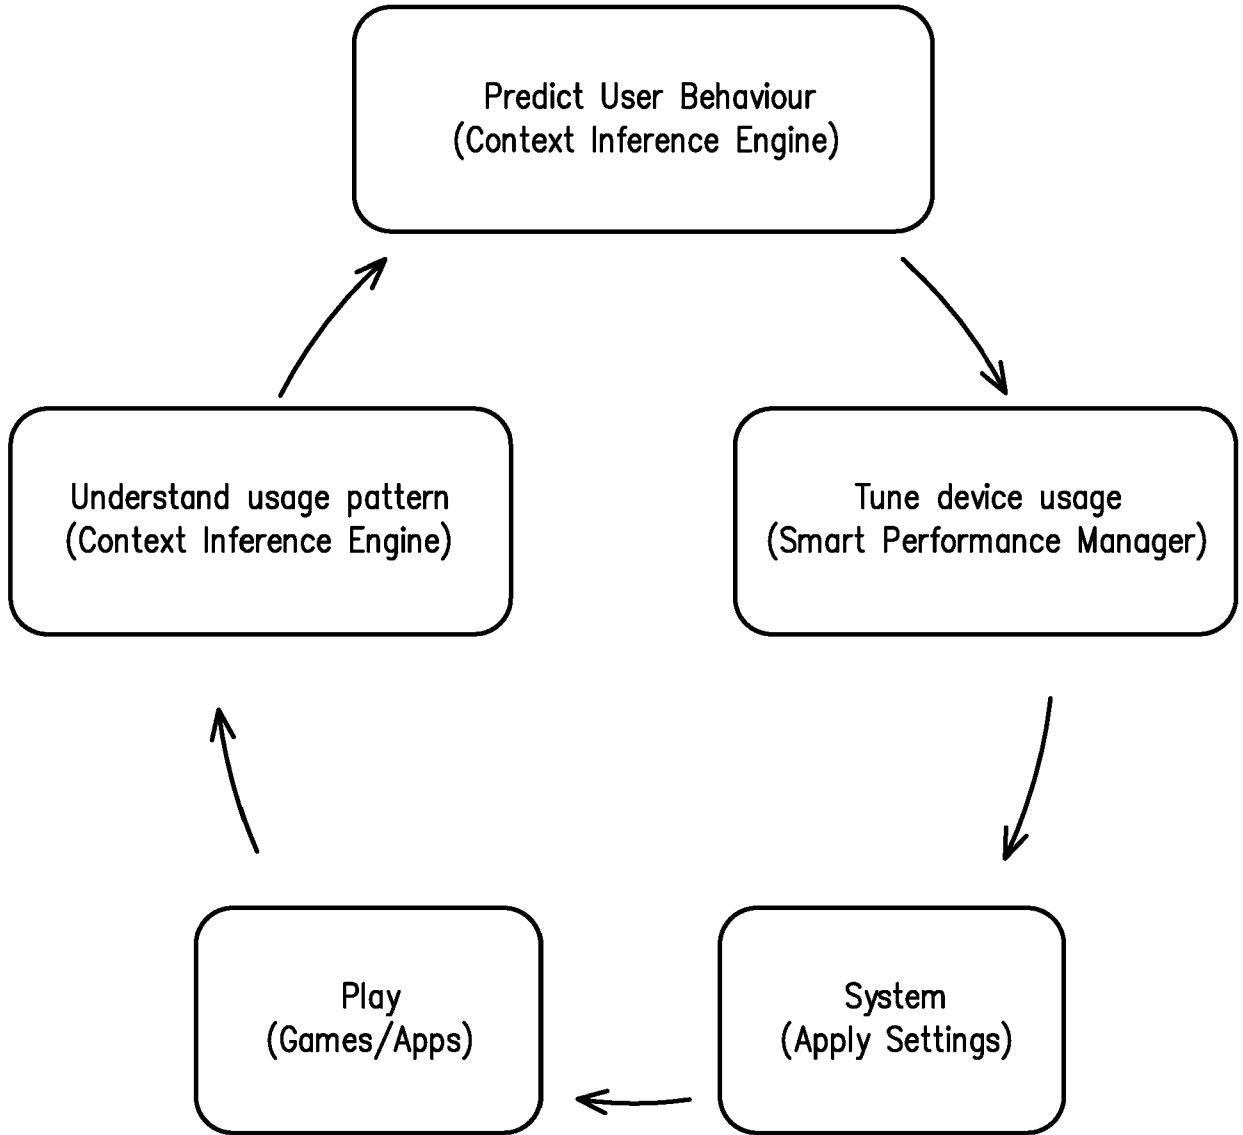 Predict User Behaviour
(Context Inference Engine)
Understand usage pattern
(Context Inference Engine)
Tune device usage
(Smart Performance Manager)
Play
(Games/Apps)
System
(Apply Settings)